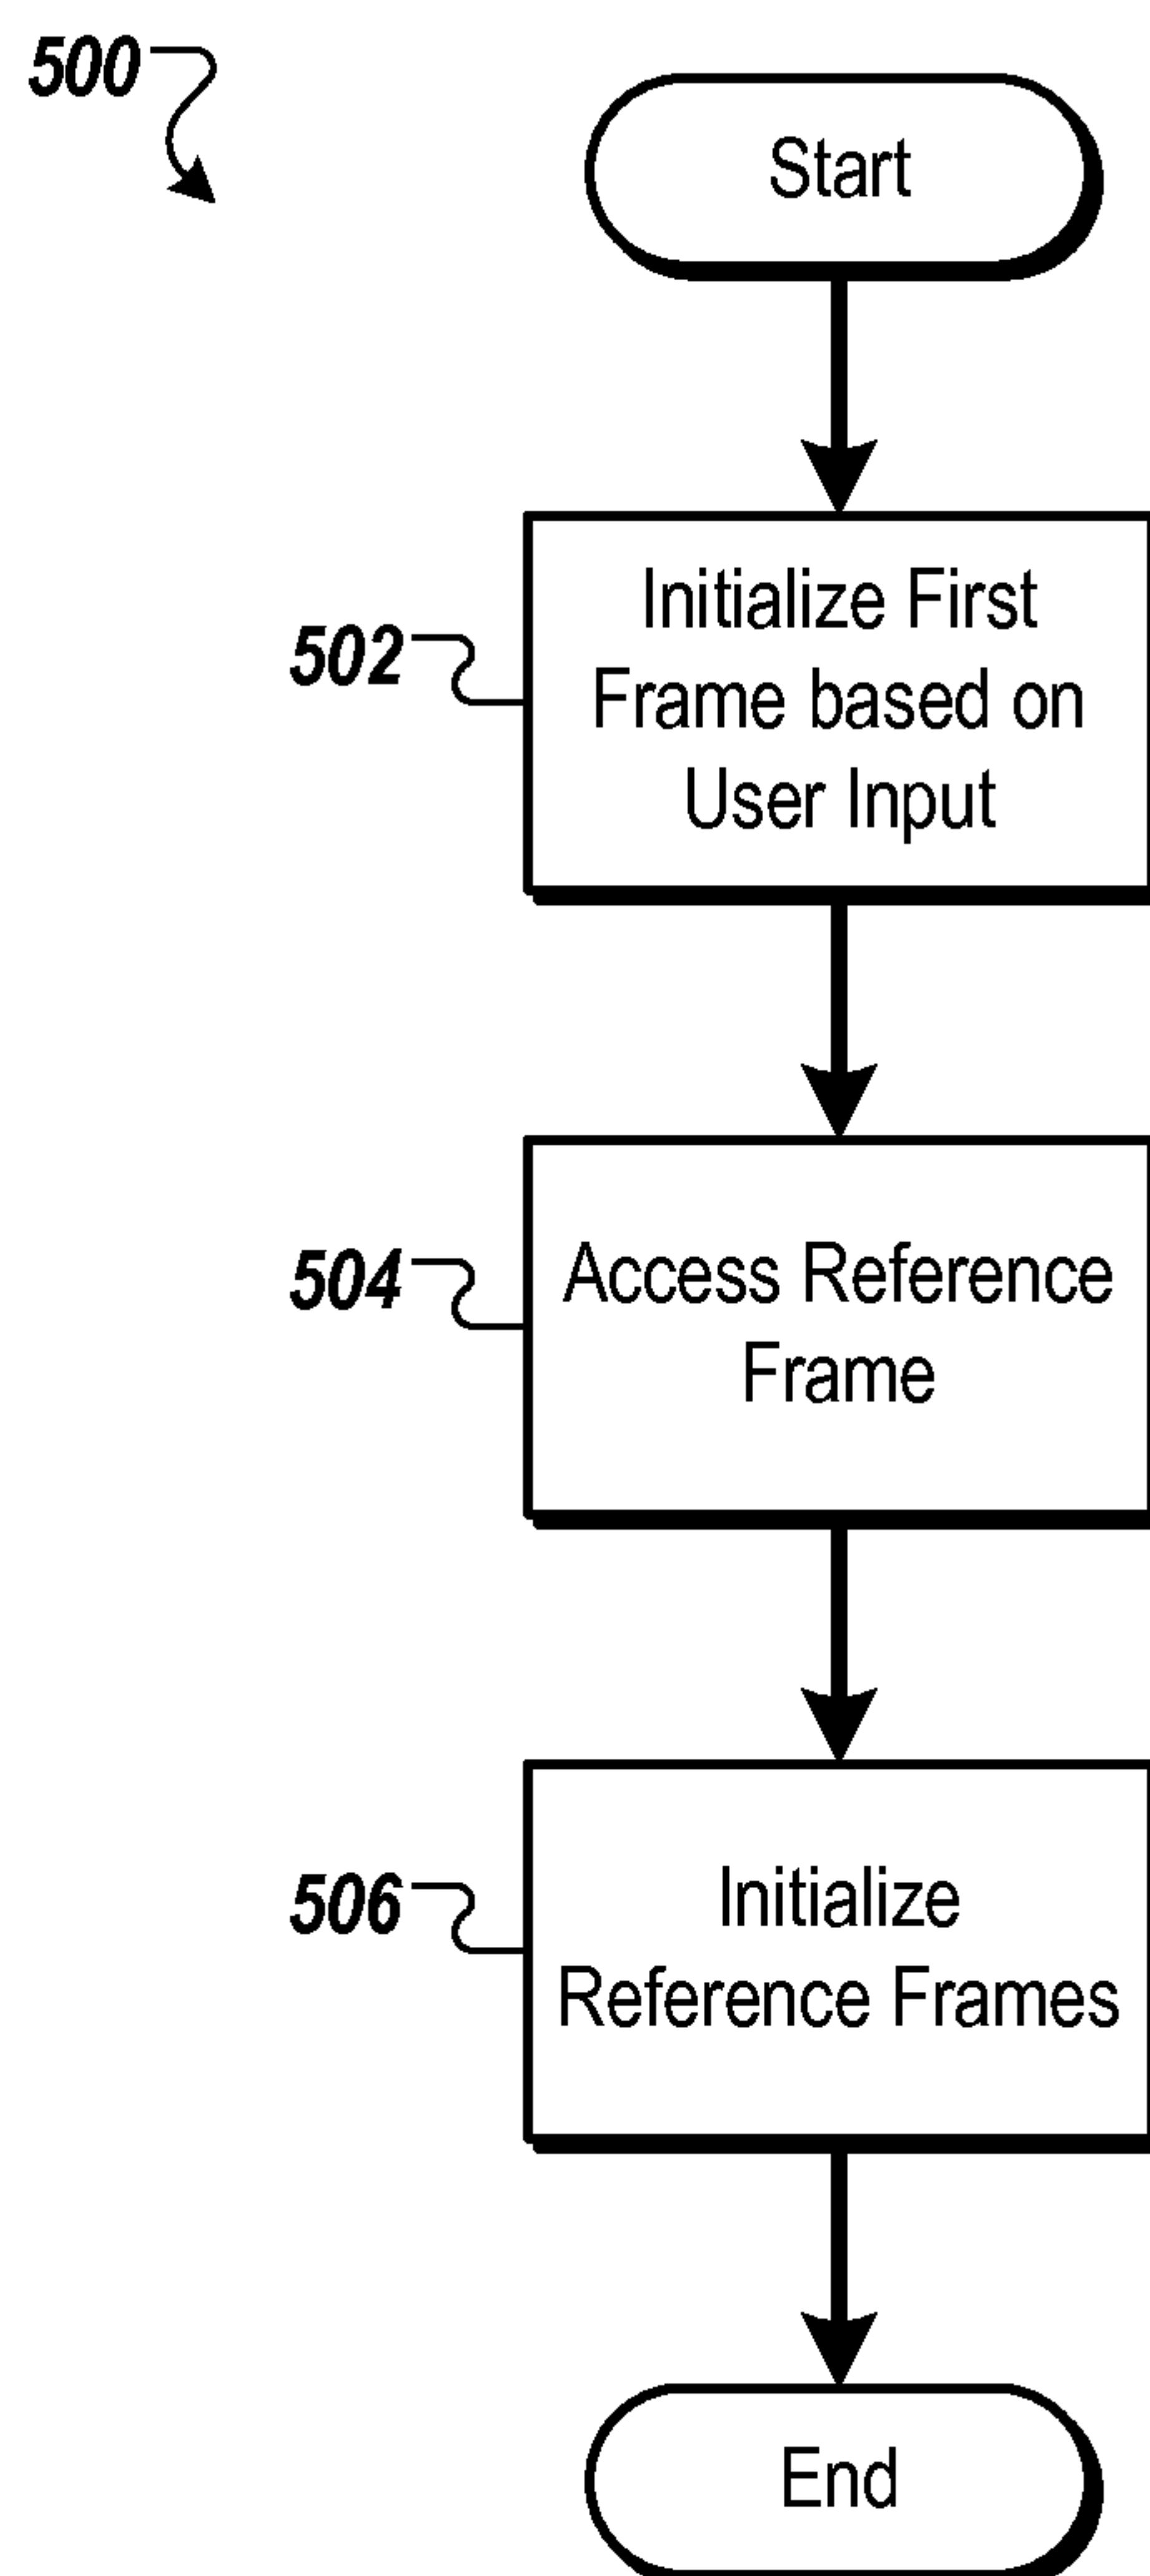 500
Start
502
Initialize First
Frame based on
User Input
504
Access Reference
Frame
506
Initialize
Reference Frames
End